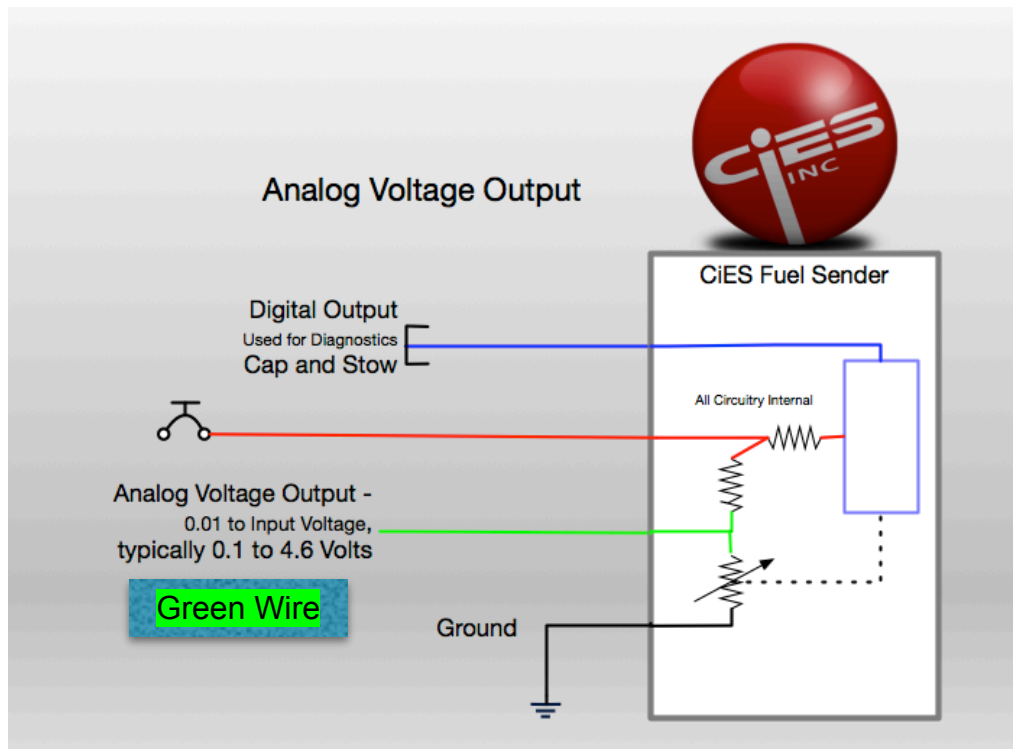 CiES
INC
Analog Voltage Output
CiES Fuel Sender
Digital Output
Used for Diagnostics
Cap and Stow
All Circuitry Internal
Analog Voltage Output -
0.01 to Input Voltage,
typically 0.1 to 4.6 Volts
Green Wire
Ground